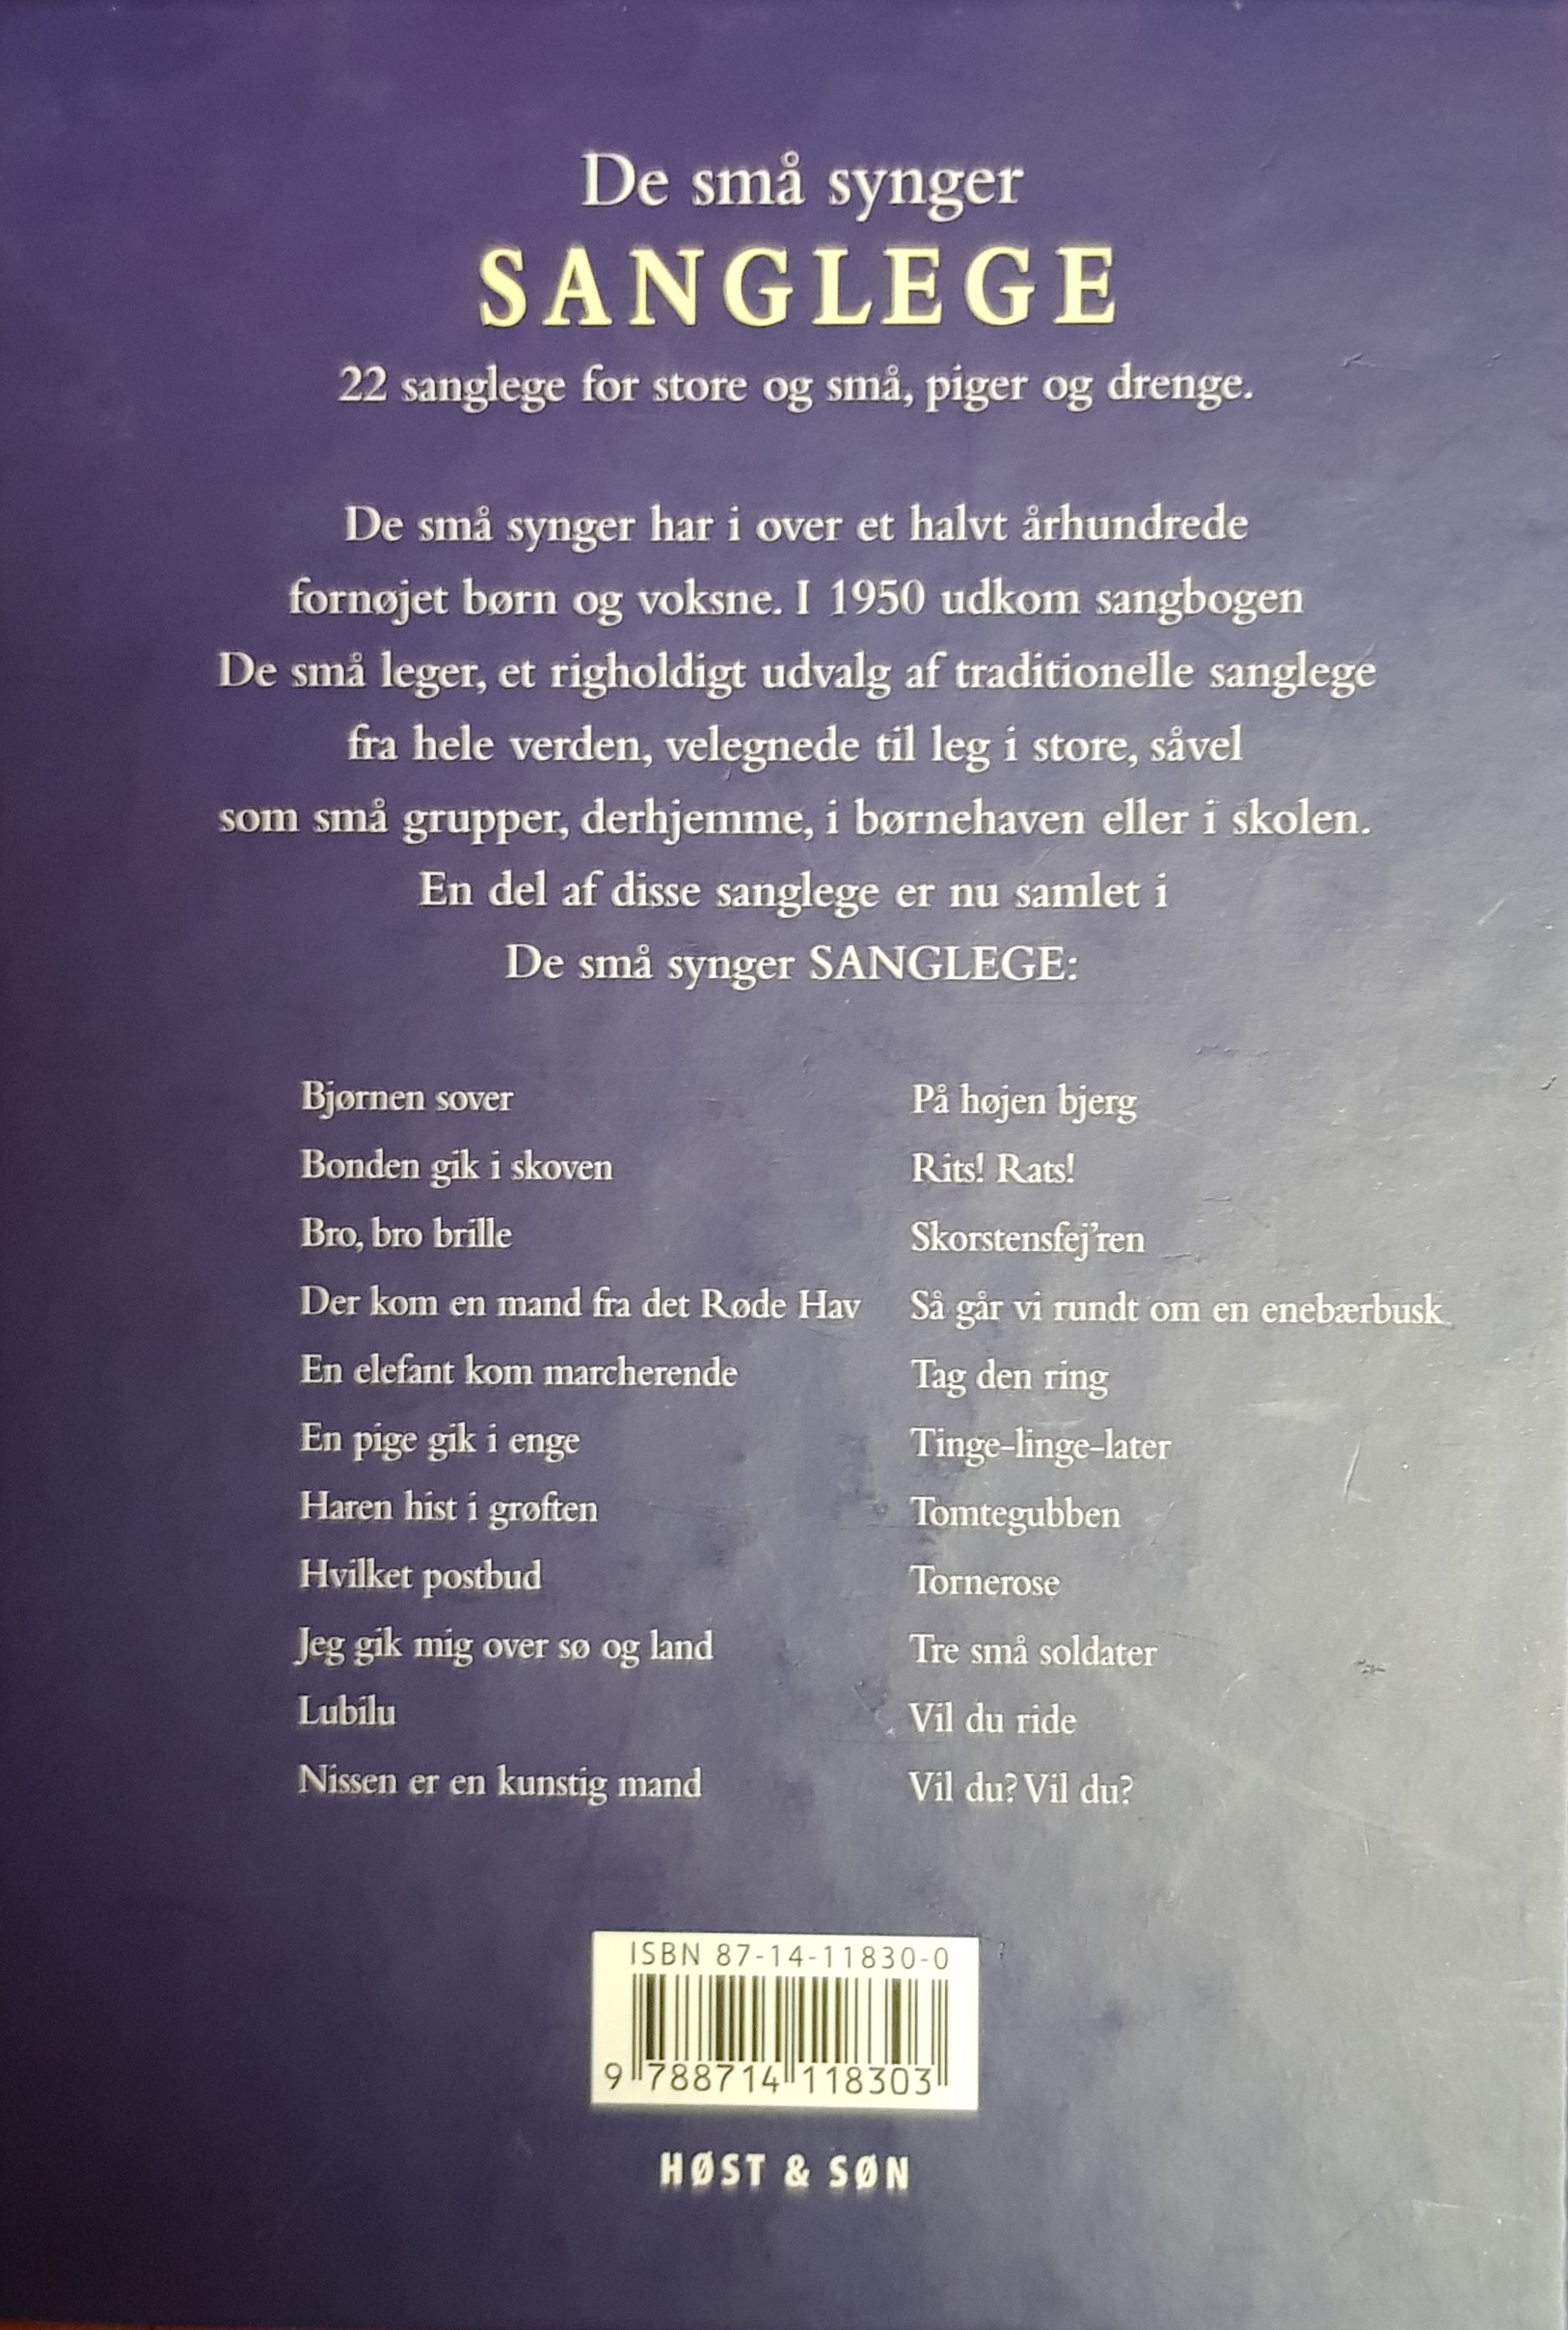 De små synger
SANGLEGE
22 sanglege for store og små, piger og drenge.
De små synger har i over et halvt århundrede
fornøjet børn og voksne. I 1950 udkom sangbogen
De små leger, et righoldigt udvalg af traditionelle sanglege
fra hele verden, velegnede til leg i store, såvel
som små grupper, derhjemme, i børnehaven eller i skolen.
En del af disse sanglege er nu samlet i
De små synger SANGLEGE:
Bjørnen sover
Bonden gik i skoven
Bro, bro brille
Der kom en mand fra det Røde Hav
En elefant kom marcherende
En pige gik i enge
Haren hist i grøften
Hvilket postbud
Jeg gik mig over sø og land
Lubilu
Nissen er en kunstig mand
På højen bjerg
Rits! Rats!
Skorstensfej'ren
Så går vi rundt om en enebærbusk
Tag den ring
Tinge-linge-later
Tomtegubben
Tornerose
Tre små soldater
Vil du ride
Vil du? Vil du?
ISBN 87-14-11830-0
9 788714 118303
HØST & SØN